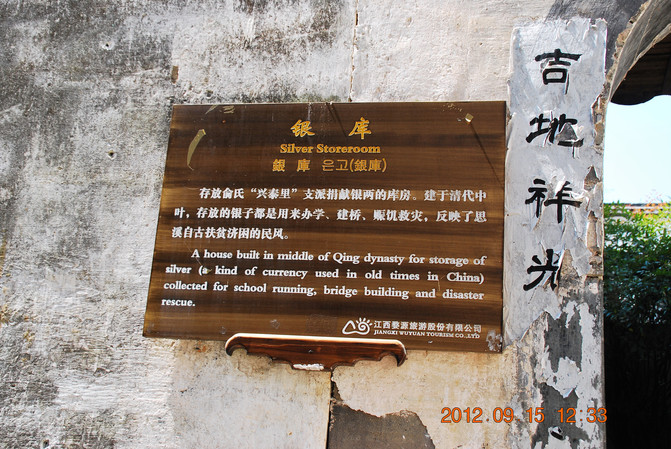 银库
Silver Storeroom
銀庫 은고(銀庫)
存放俞氏“兴泰里”支派捐献银两的库房。建于清代中
叶，存放的银子都是用来办学、建桥、赈饥救灾，反映了思
溪自古扶贫济困的民风。
A house built in middle of Qing dynasty for storage of
silver (a kind of currency used in old times in China)
collected for school running, bridge building and disaster
rescue.
江西婺源旅游股份有限公司
JIANGXI WUYUAN TOURISM CO.,LTD
吉地祥光
2012.09.15 12:33